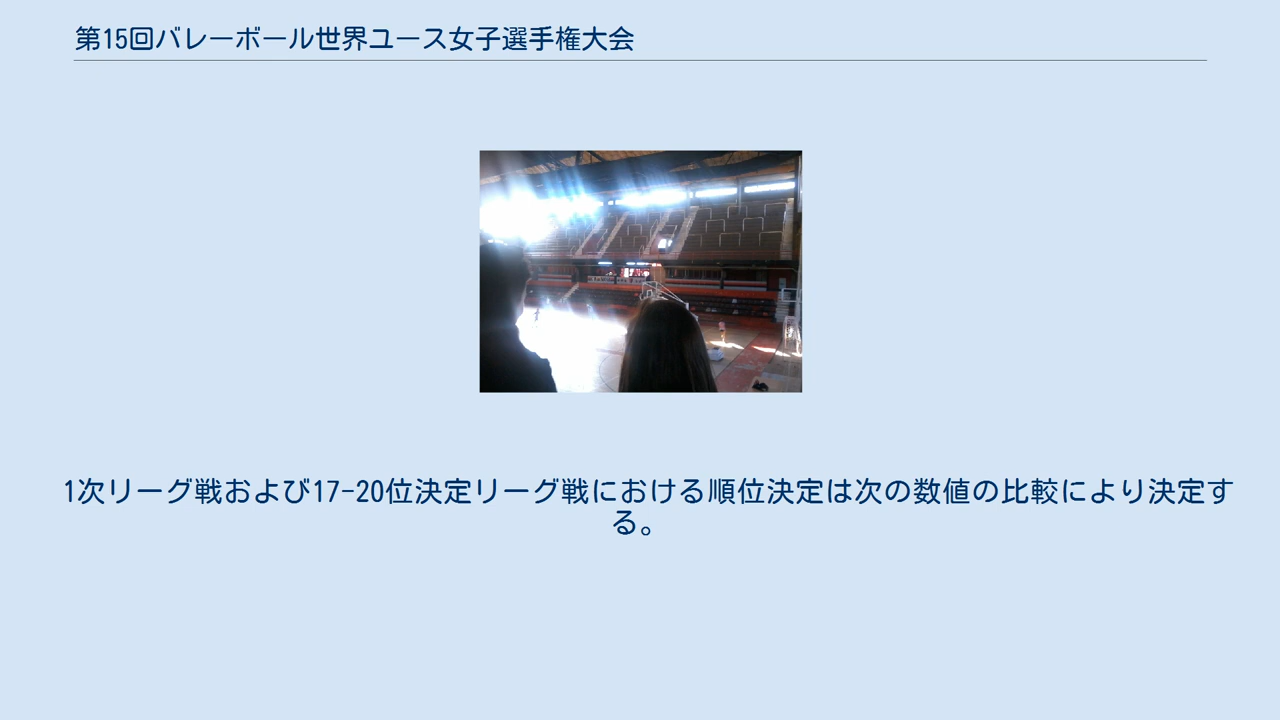 第15回バレーボール世界ユース女子選手権大会
1次リーグ戦および17-20位決定リーグ戦における順位決定は次の数値の比較により決定す
る。